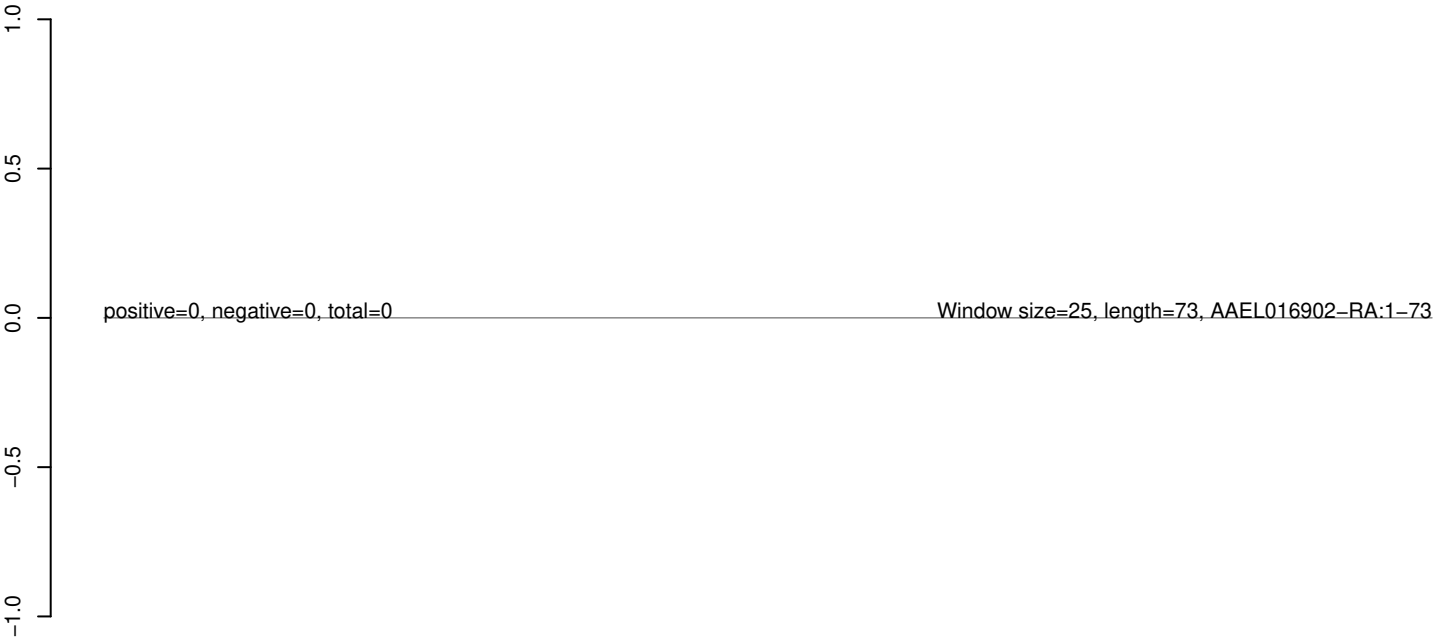 1.0
0.5
0.0
positive=0, negative=0, total=0
Window size=25, length=73, AAEL016902−RA:1−73
−0.5
−1.0